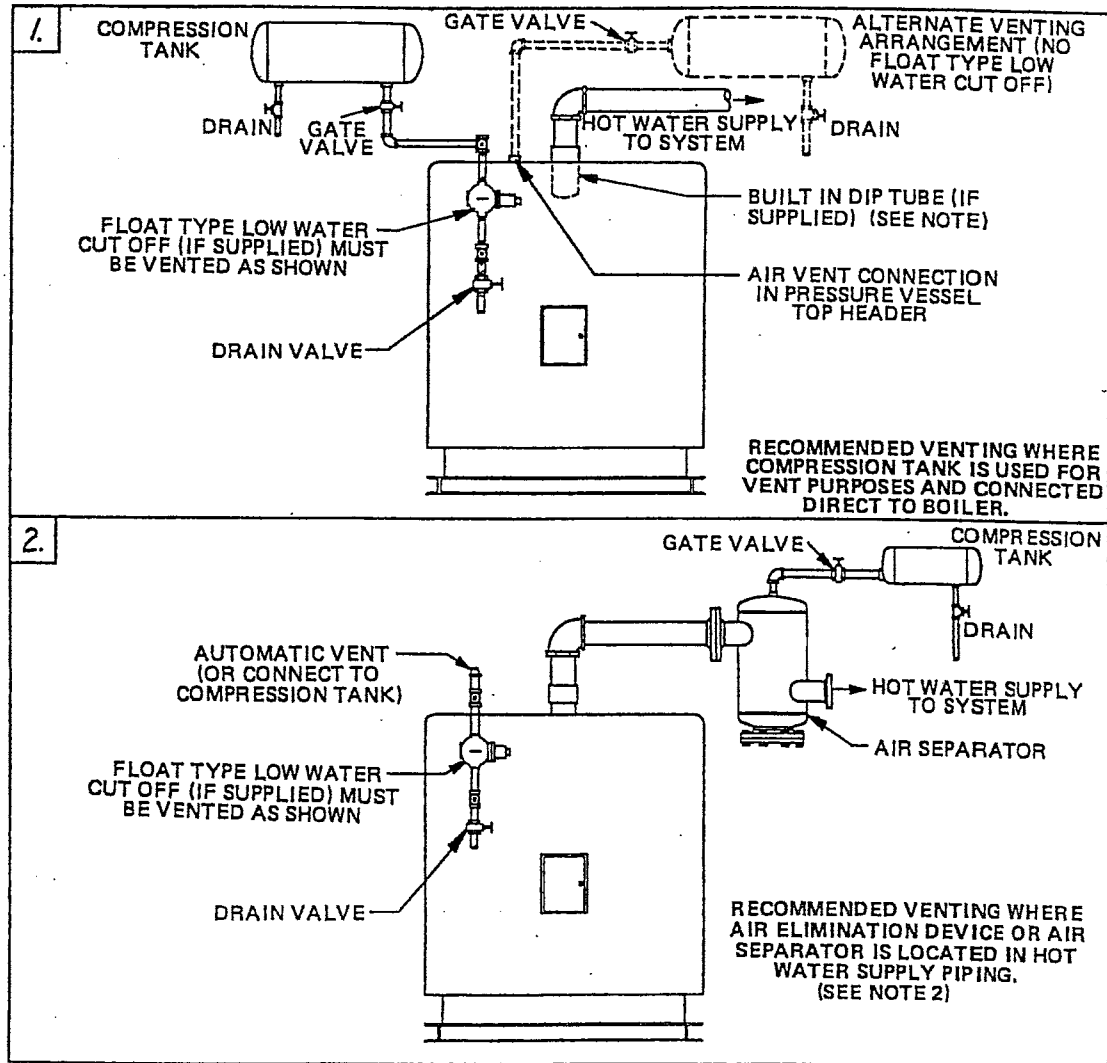 1.
COMPRESSION
TANK
GATE VALVE
ALTERNATE VENTING
ARRANGEMENT (NO
FLOAT TYPE LOW
WATER CUT OFF)
DRAIN
GATE
VALVE
HOT WATER SUPPLY
TO SYSTEM
DRAIN
BUILT IN DIP TUBE (IF
SUPPLIED) (SEE NOTE)
FLOAT TYPE LOW WATER
CUT OFF (IF SUPPLIED) MUST
BE VENTED AS SHOWN
AIR VENT CONNECTION
IN PRESSURE VESSEL
TOP HEADER
DRAIN VALVE
RECOMMENDED VENTING WHERE
COMPRESSION TANK IS USED FOR
VENT PURPOSES AND CONNECTED
DIRECT TO BOILER.
2.
GATE VALVE
COMPRESSION
TANK
DRAIN
AUTOMATIC VENT
(OR CONNECT TO
COMPRESSION TANK)
HOT WATER SUPPLY
TO SYSTEM
AIR SEPARATOR
FLOAT TYPE LOW WATER
CUT OFF (IF SUPPLIED) MUST
BE VENTED AS SHOWN
DRAIN VALVE
RECOMMENDED VENTING WHERE
AIR ELIMINATION DEVICE OR AIR
SEPARATOR IS LOCATED IN HOT
WATER SUPPLY PIPING.
(SEE NOTE 2)